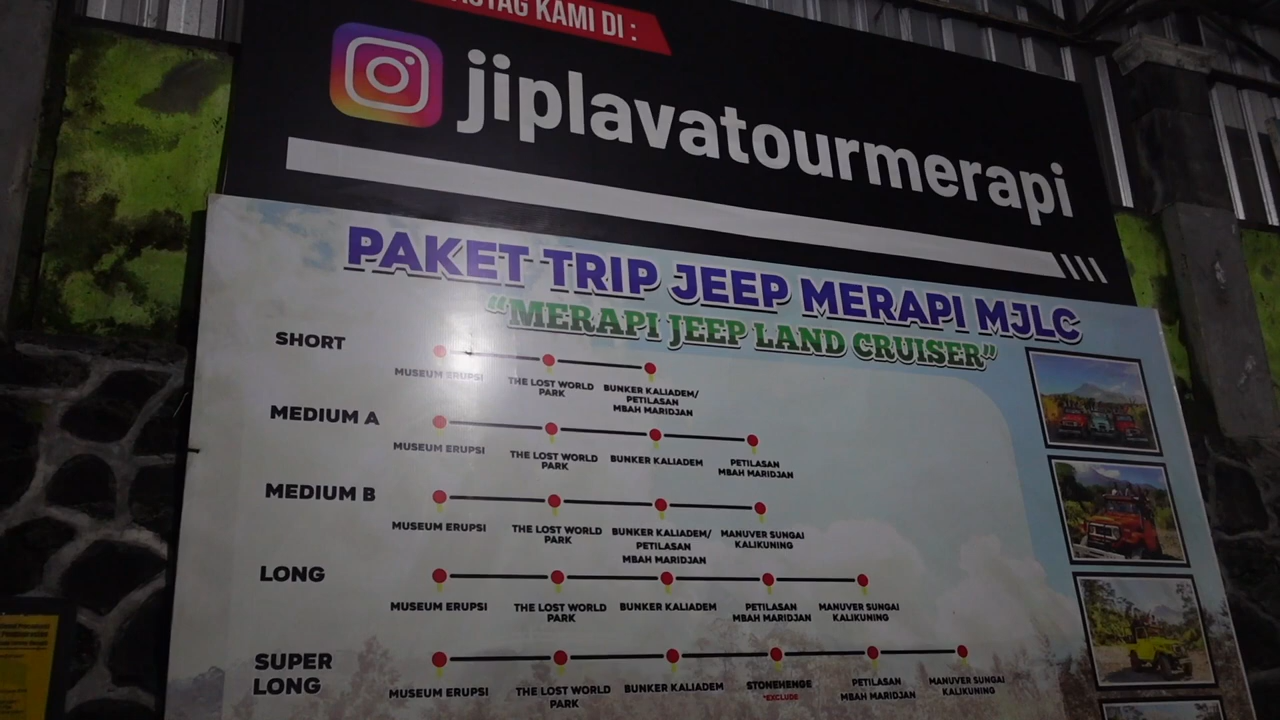 KAMI DI :
jiplavatourmerapi
PAKET TRIP JEEP MERAPI MJLC
“MERAPI JEEP LAND CRUISER”
SHORT
MUSEUM ERUPSI
THE LOST WORLD
PARK
BUNKER KALIADEM/
PETILASAN
MBAH MARIDJAN
MEDIUM A
MUSEUM ERUPSI
THE LOST WORLD
PARK
BUNKER KALIADEM
PETILASAN
MBAH MARIDJAN
MEDIUM B
MUSEUM ERUPSI
THE LOST WORLD
PARK
BUNKER KALIADEM/
PETILASAN
MBAH MARIDJAN
MANUVER SUNGAI
KALIKUNING
LONG
MUSEUM ERUPSI
THE LOST WORLD
PARK
BUNKER KALIADEM
PETILASAN
MBAH MARIDJAN
MANUVER SUNGAI
KALIKUNING
SUPER
LONG
MUSEUM ERUPSI
THE LOST WORLD
PARK
BUNKER KALIADEM
STONEHENGE
*EXCLUDE
PETILASAN
MBAH MARIDJAN
MANUVER SUNGAI
KALIKUNING